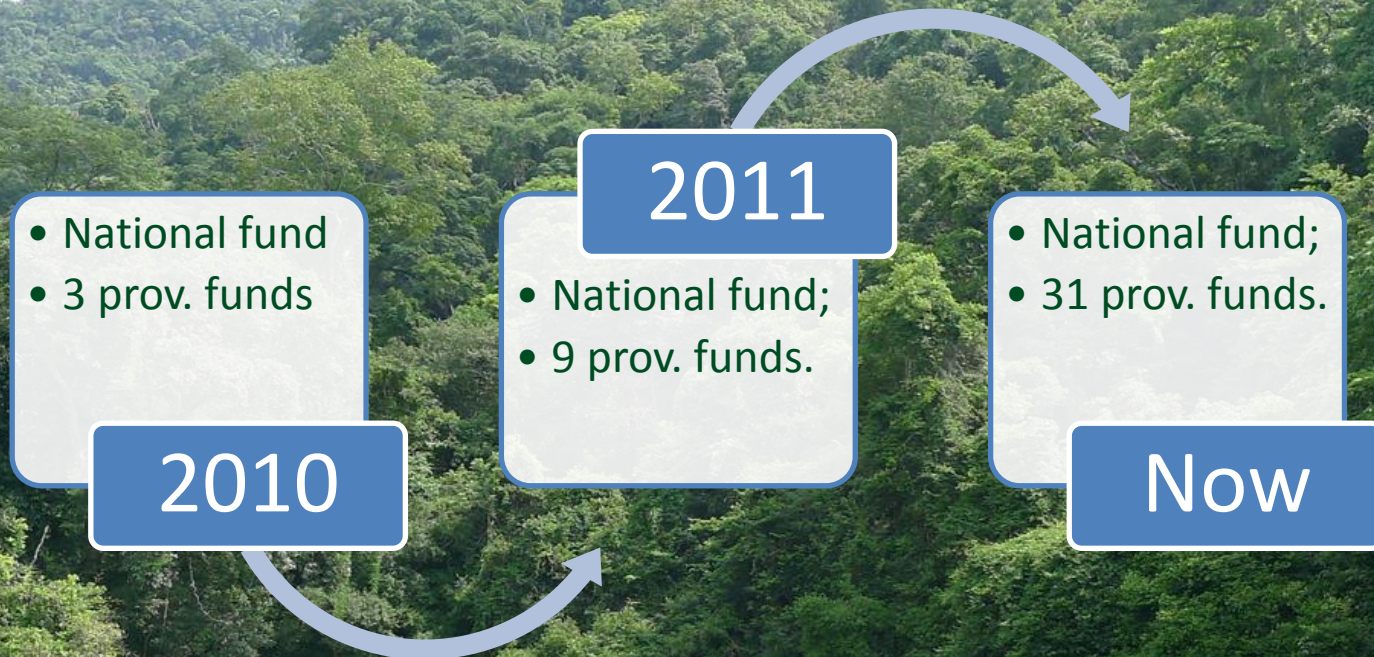 • National fund
• 3 prov. funds
2010
2011
• National fund;
• 9 prov. funds.
• National fund;
• 31 prov. funds.
Now